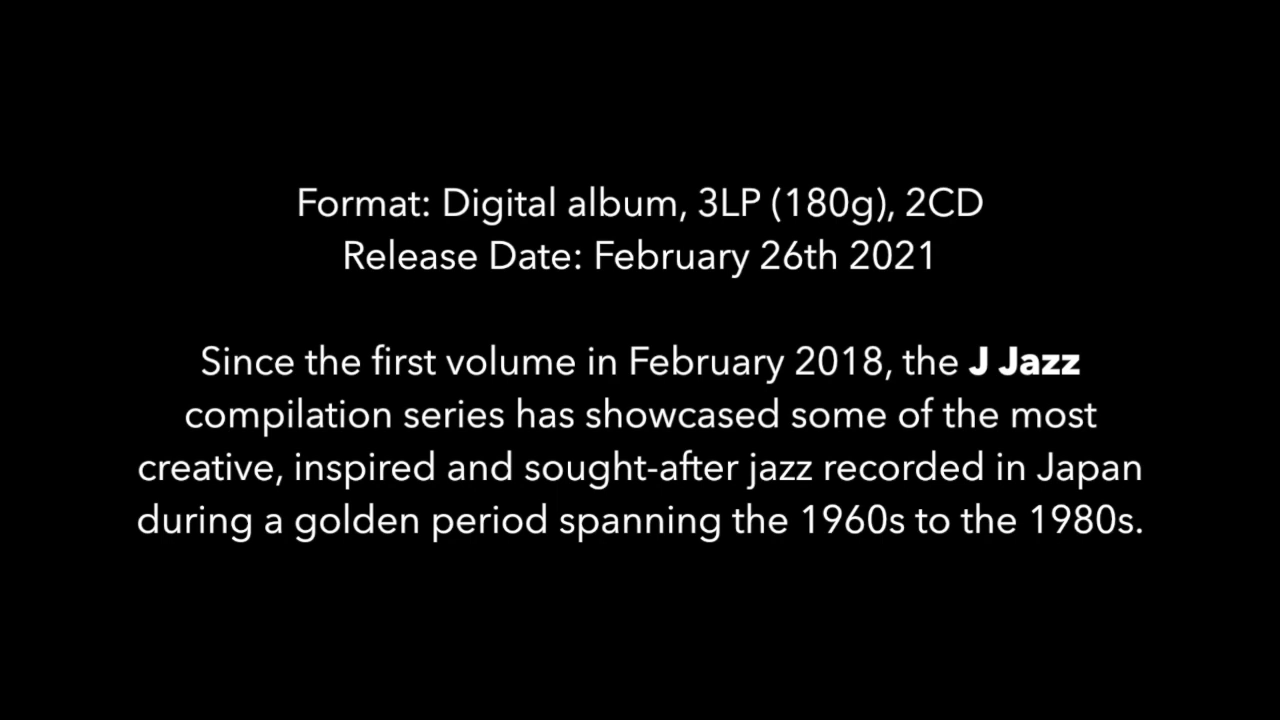 Format: Digital album, 3LP (180g), 2CD
Release Date: February 26th 2021
Since the first volume in February 2018, the J Jazz
compilation series has showcased some of the most
creative, inspired and sought-after jazz recorded in Japan
during a golden period spanning the 1960s to the 1980s.